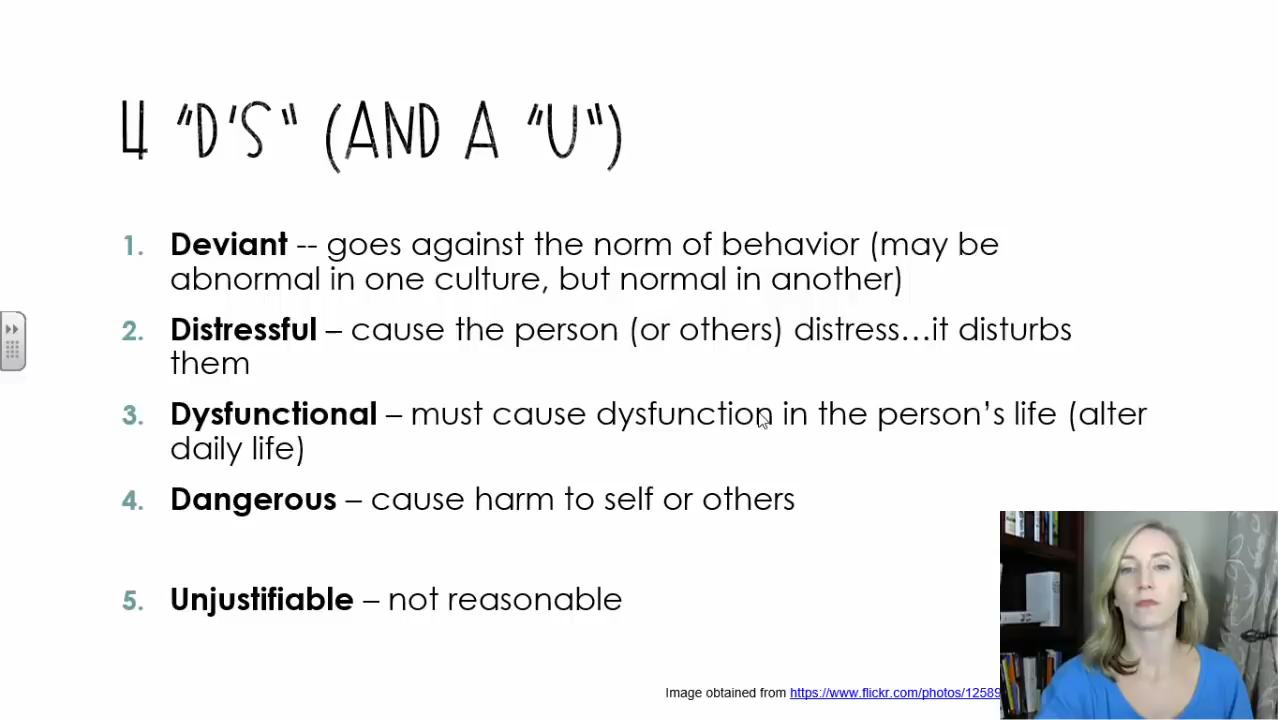 4 "D'S" (AND A "U")
1. Deviant -- goes against the norm of behavior (may be
abnormal in one culture, but normal in another)
2. Distressful – cause the person (or others) distress…it disturbs
them
3. Dysfunctional – must cause dysfunction in the person's life (alter
daily life)
4. Dangerous – cause harm to self or others
5. Unjustifiable – not reasonable
Image obtained from https://www.flickr.com/photos/12589